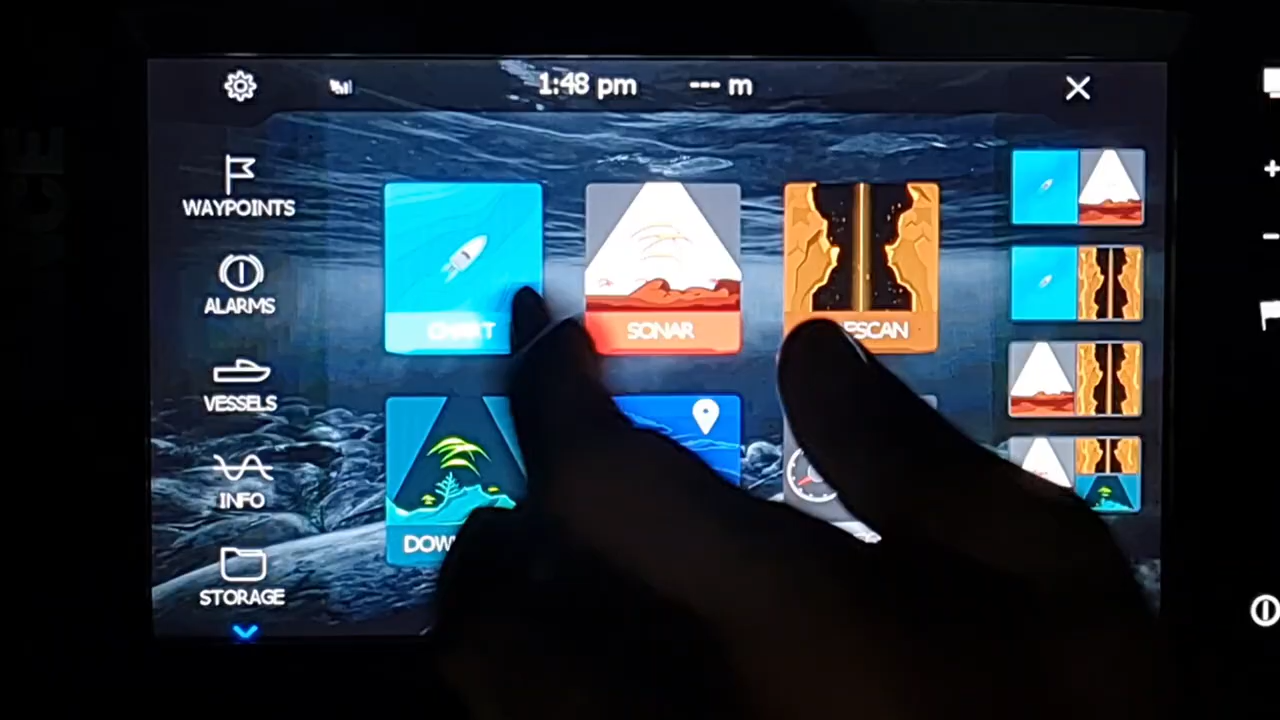 1:48 pm --- m
WAYPOINTS
ALARMS
VESSELS
INFO
STORAGE
SONAR